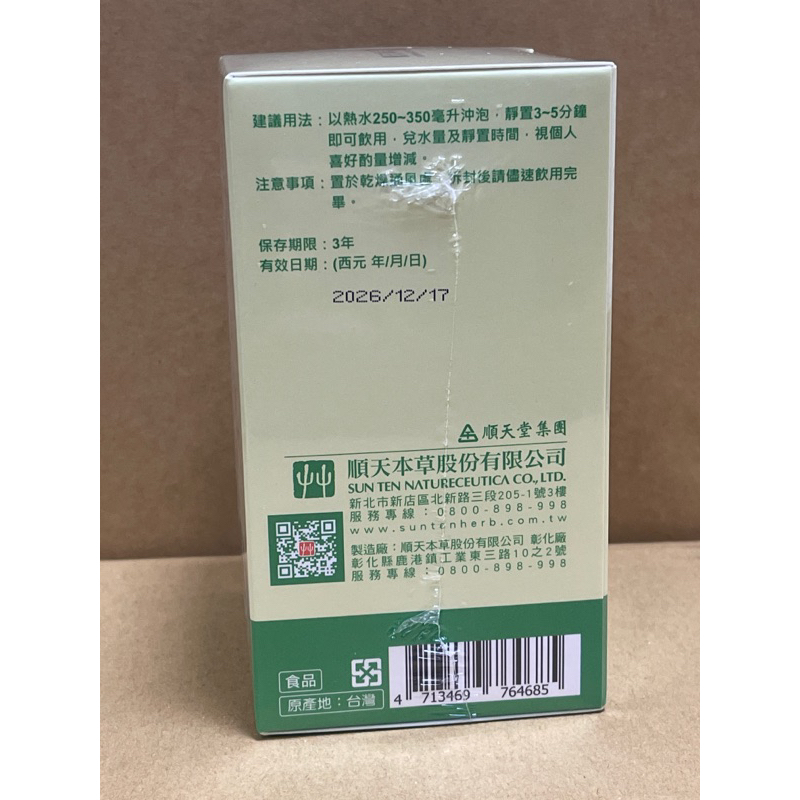 建議用法：以熱水250~350毫升沖泡，靜置3~5分鐘
即可飲用，兌水量及靜置時間，視個人
喜好酌量增減。
注意事項：置於乾燥通風處，拆封後請儘速飲用完
畢。
保存期限：3年
有效日期：(西元 年/月/日)
2026/12/17
順天堂集團
順天本草股份有限公司
SUN TEN NATURECEUTICA CO., LTD.
新北市新店區北新路三段205-1號3樓
服務專線：0800-898-998
www.suntenherb.com.tw
製造廠：順天本草股份有限公司 彰化廠
彰化縣鹿港鎮工業東三路10之2號
服務專線：0800-898-998
食品
原產地：台灣
4 713469 764685